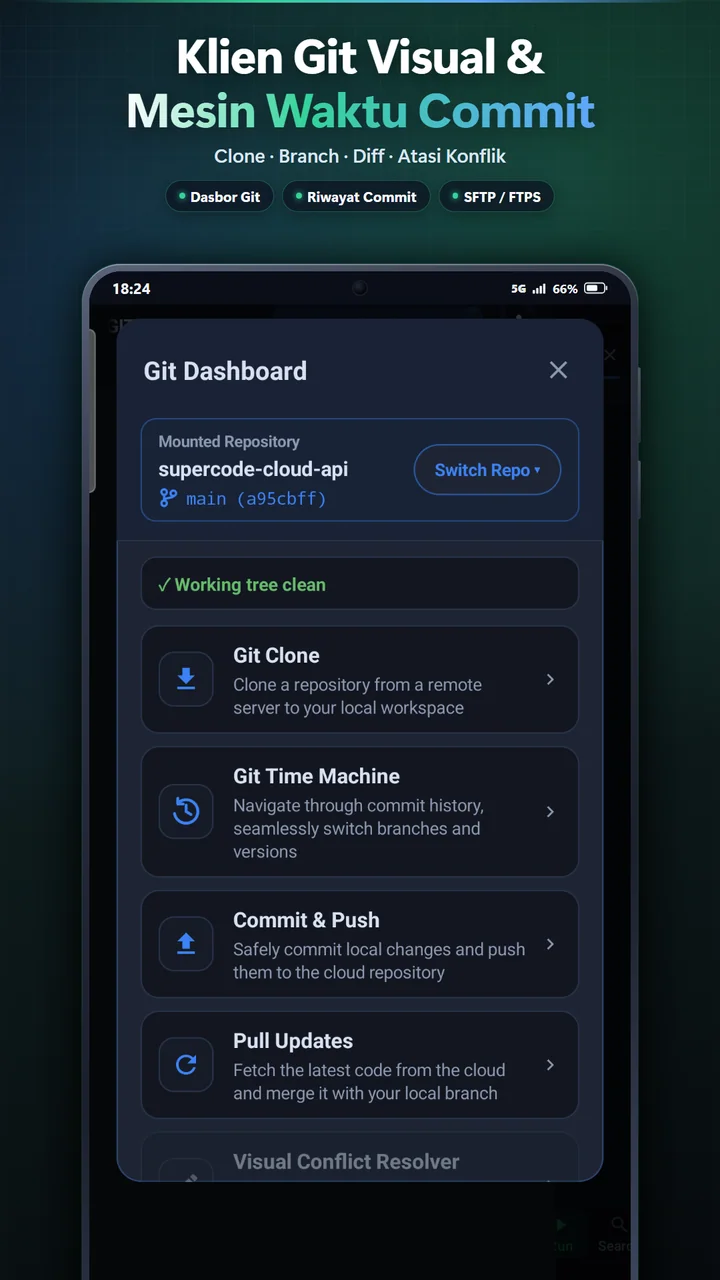 Klien Git Visual &
Mesin Waktu Commit
Clone · Branch · Diff · Atasi Konflik
Dasbor Git
Riwayat Commit
SFTP / FTPS
18:24
5G 66%
Git Dashboard
Mounted Repository
supercode-cloud-api
main (a95cbff)
Switch Repo ▾
✓ Working tree clean
Git Clone
Clone a repository from a remote
server to your local workspace
Git Time Machine
Navigate through commit history,
seamlessly switch branches and
versions
Commit & Push
Safely commit local changes and push
them to the cloud repository
Pull Updates
Fetch the latest code from the cloud
and merge it with your local branch
Visual Conflict Resolver